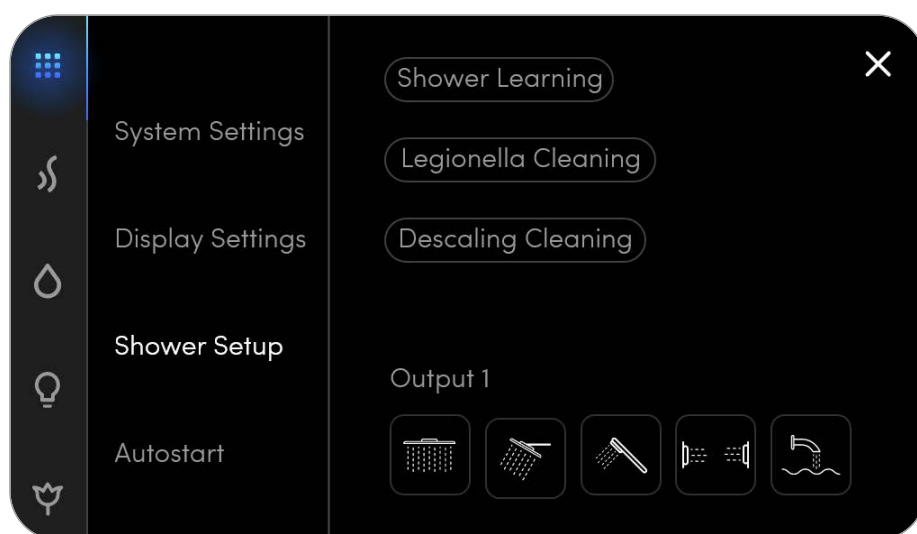 System Settings
Display Settings
Shower Setup
Autostart
Shower Learning
Legionella Cleaning
Descaling Cleaning
Output 1